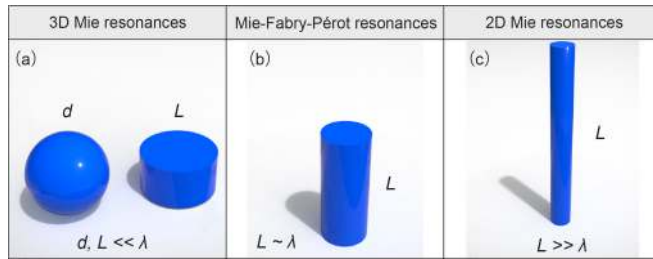 3D Mie resonances
Mie-Fabry-Pérot resonances
2D Mie resonances
(a)
d
L
d, L << λ
(b)
L
L ~ λ
(c)
L
L >> λ